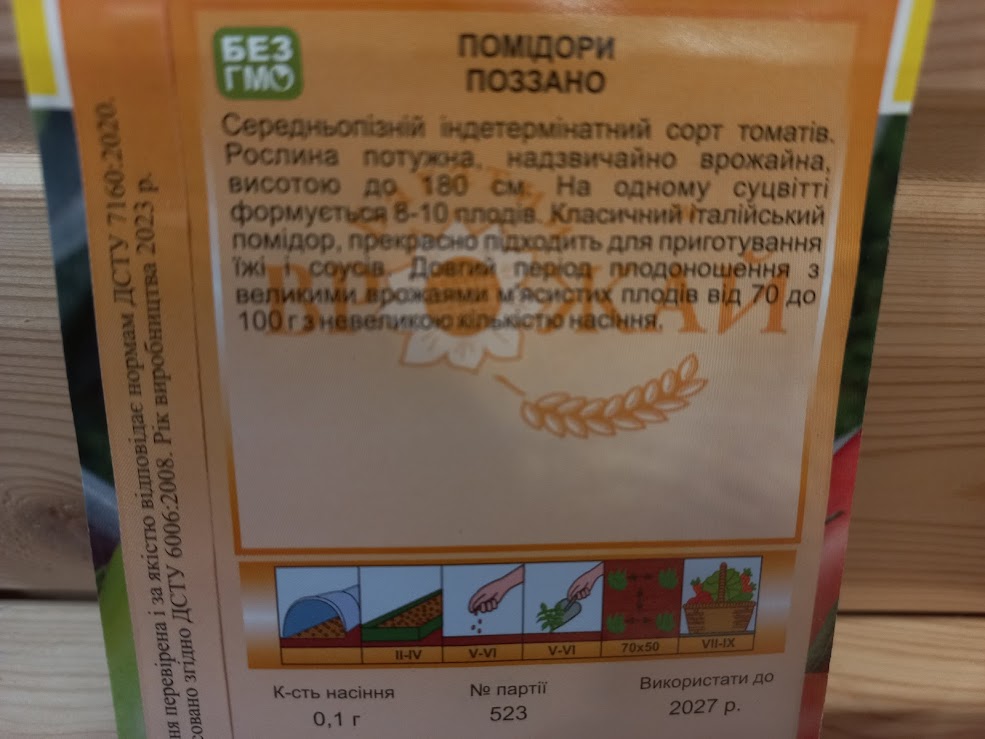 БЕЗ
ГМО
ПОМІДОРИ
ПОЗЗАНО
Середньопізній індетермінатний сорт томатів.
Рослина потужна, надзвичайно врожайна,
висотою до 180 см. На одному суцвітті
формується 8-10 плодів. Класичний італійський
помідор, прекрасно підходить для приготування
їжі і соусів. Довгий період плодоношення з
великими врожаями м'ясистих плодів від 70 до
100 г з невеликою кількістю насіння.
ВРОЖАЙ
II-IV
V-VI
V-VI
70х50
VII-IX
К-сть насіння
0,1 г
№ партії
523
Використати до
2027 р.
ня перевірена і за якістю відповідає нормам ДСТУ 7160:2020.
овано згідно ДСТУ 6006:2008. Рік виробництва 2023 р.